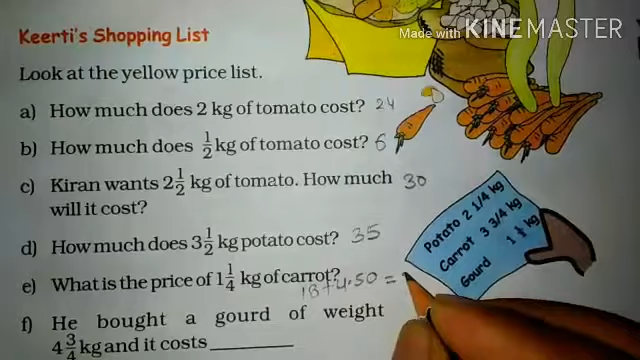 Made with KINEMASTER
Keerti's Shopping List
Look at the yellow price list.
a) How much does 2 kg of tomato cost? 24
b) How much does 1/2 kg of tomato cost? 6
c) Kiran wants 2 1/2 kg of tomato. How much 30
will it cost?
d) How much does 3 1/2 kg potato cost? 35
e) What is the price of 1 1/4 kg of carrot?
18+4.50 =
f) He bought a gourd of weight
4 3/4 kg and it costs ________
Potato 2 1/4 kg
Carrot 3 3/4 kg
Gourd 1 kg